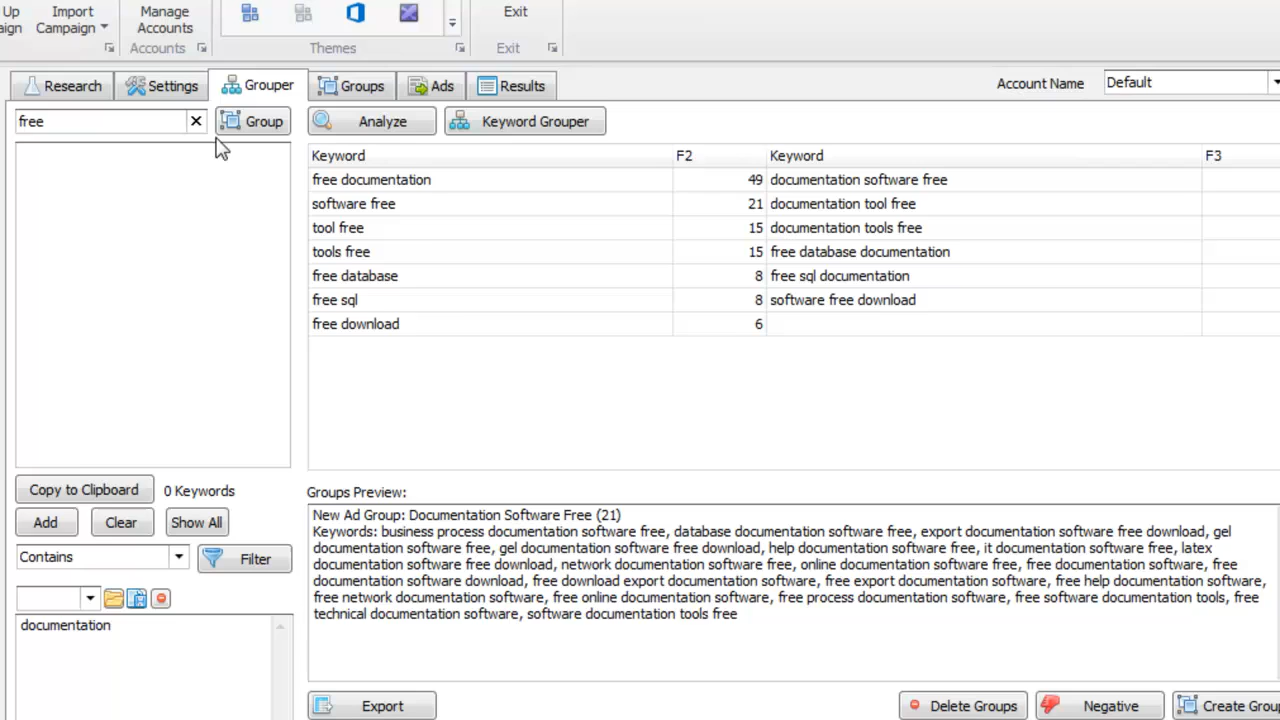 Up
aign
Import
Campaign
Manage
Accounts
Exit
Accounts
Themes
Exit
Research
Settings
Grouper
Groups
Ads
Results
Account Name
Default
free
Group
Analyze
Keyword Grouper
Keyword F2 Keyword F3
free documentation 49 documentation software free
software free 21 documentation tool free
tool free 15 documentation tools free
tools free 15 free database documentation
free database 8 free sql documentation
free sql 8 software free download
free download 6
Copy to Clipboard
0 Keywords
Add
Clear
Show All
Contains
Filter
documentation
Groups Preview:
New Ad Group: Documentation Software Free (21)
Keywords: business process documentation software free, database documentation software free, export documentation software free download, gel
documentation software free, gel documentation software free download, help documentation software free, it documentation software free, latex
documentation software free download, network documentation software free, online documentation software free, free documentation software, free
documentation software download, free download export documentation software, free export documentation software, free help documentation software,
free network documentation software, free online documentation software, free process documentation software, free software documentation tools, free
technical documentation software, software documentation tools free
Export
Delete Groups
Negative
Create Grou